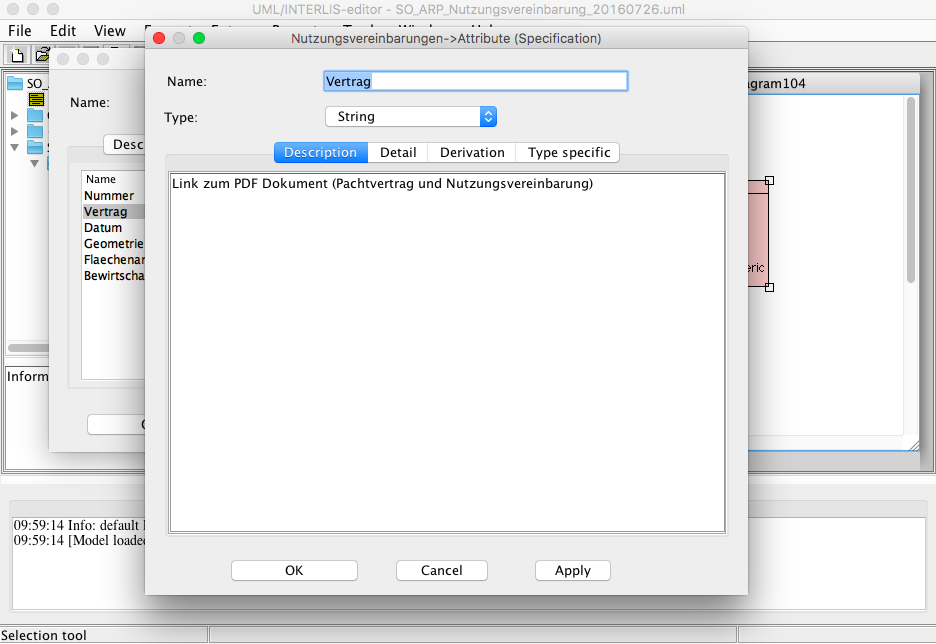 UML/INTERLIS-editor - SO_ARP_Nutzungsvereinbarung_20160726.uml
File Edit View
Nutzungsvereinbarungen->Attribute (Specification)
Name: Vertrag
Type: String
Description Detail Derivation Type specific
Link zum PDF Dokument (Pachtvertrag und Nutzungsvereinbarung)
OK Cancel Apply
Name:
Desc
Name
Nummer
Vertrag
Datum
Geometrie
Flaechenar
Bewirtscha
SO_
Inform
agram104
eric
09:59:14 Info: default
09:59:14 [Model loade
Selection tool